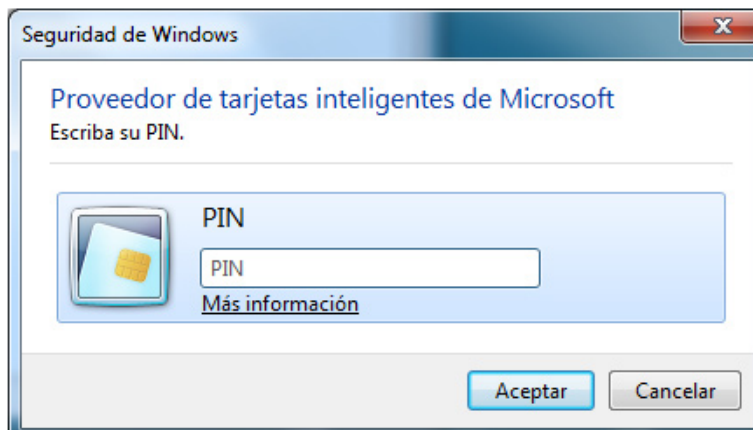 Seguridad de Windows
Proveedor de tarjetas inteligentes de Microsoft
Escriba su PIN.
PIN
PIN
Más información
Aceptar Cancelar